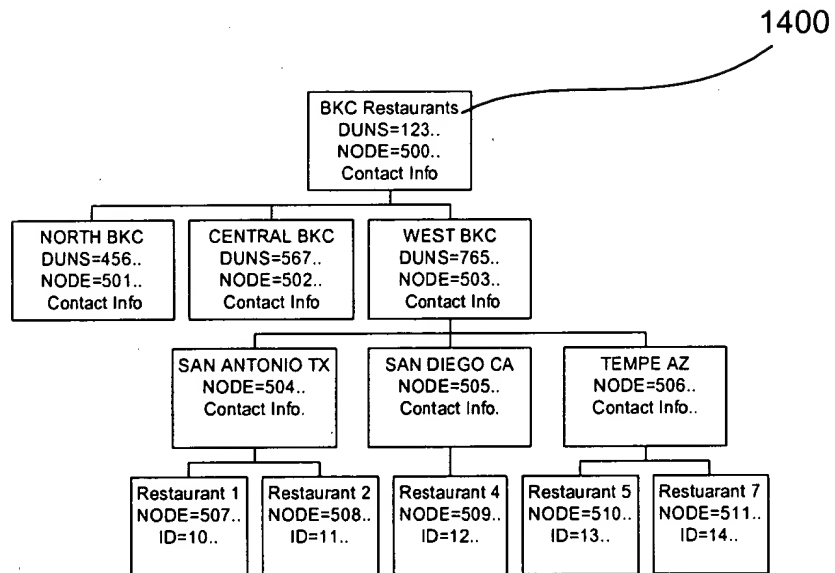 1400
BKC Restaurants
DUNS=123..
NODE=500..
Contact Info
NORTH BKC
DUNS=456..
NODE=501..
Contact Info
CENTRAL BKC
DUNS=567..
NODE=502..
Contact Info
WEST BKC
DUNS=765..
NODE=503..
Contact Info
SAN ANTONIO TX
NODE=504..
Contact Info.
SAN DIEGO CA
NODE=505..
Contact Info.
TEMPE AZ
NODE=506..
Contact Info..
Restaurant 1
NODE=507..
ID=10..
Restaurant 2
NODE=508..
ID=11..
Restaurant 4
NODE=509..
ID=12..
Restaurant 5
NODE=510..
ID=13..
Restuarant 7
NODE=511..
ID=14..